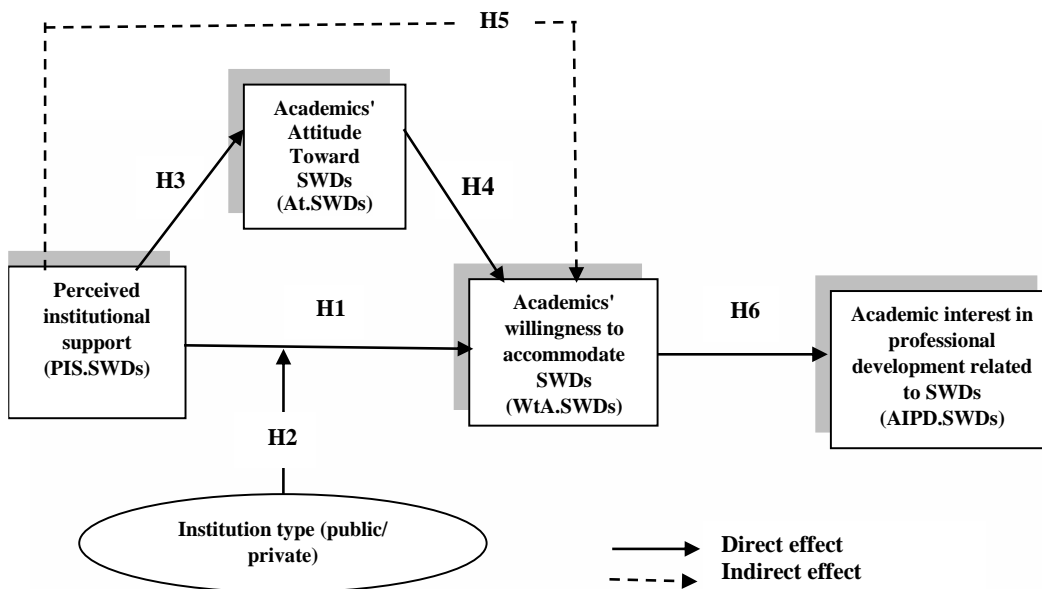 H5
Academics'
Attitude
Toward
SWDs
(At.SWDs)
H3
H4
Perceived
institutional
support
(PIS.SWDs)
H1
Academics'
willingness to
accommodate
SWDs
(WtA.SWDs)
H6
Academic interest in
professional
development related
to SWDs
(AIPD.SWDs)
H2
Institution type (public/
private)
Direct effect
Indirect effect